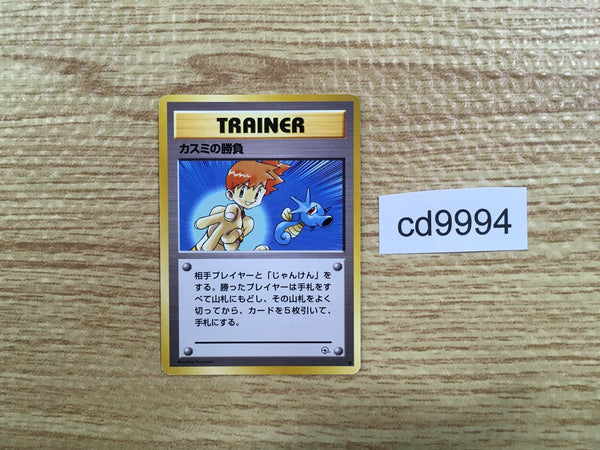 TRAINER
カスミの勝負
相手プレイヤーと「じゃんけん」を
する。勝ったプレイヤーは手札をす
べて山札にもどし、その山札をよく
切ってから、カードを5枚引いて、
手札にする。
Illus. Ken Sugimori
cd9994